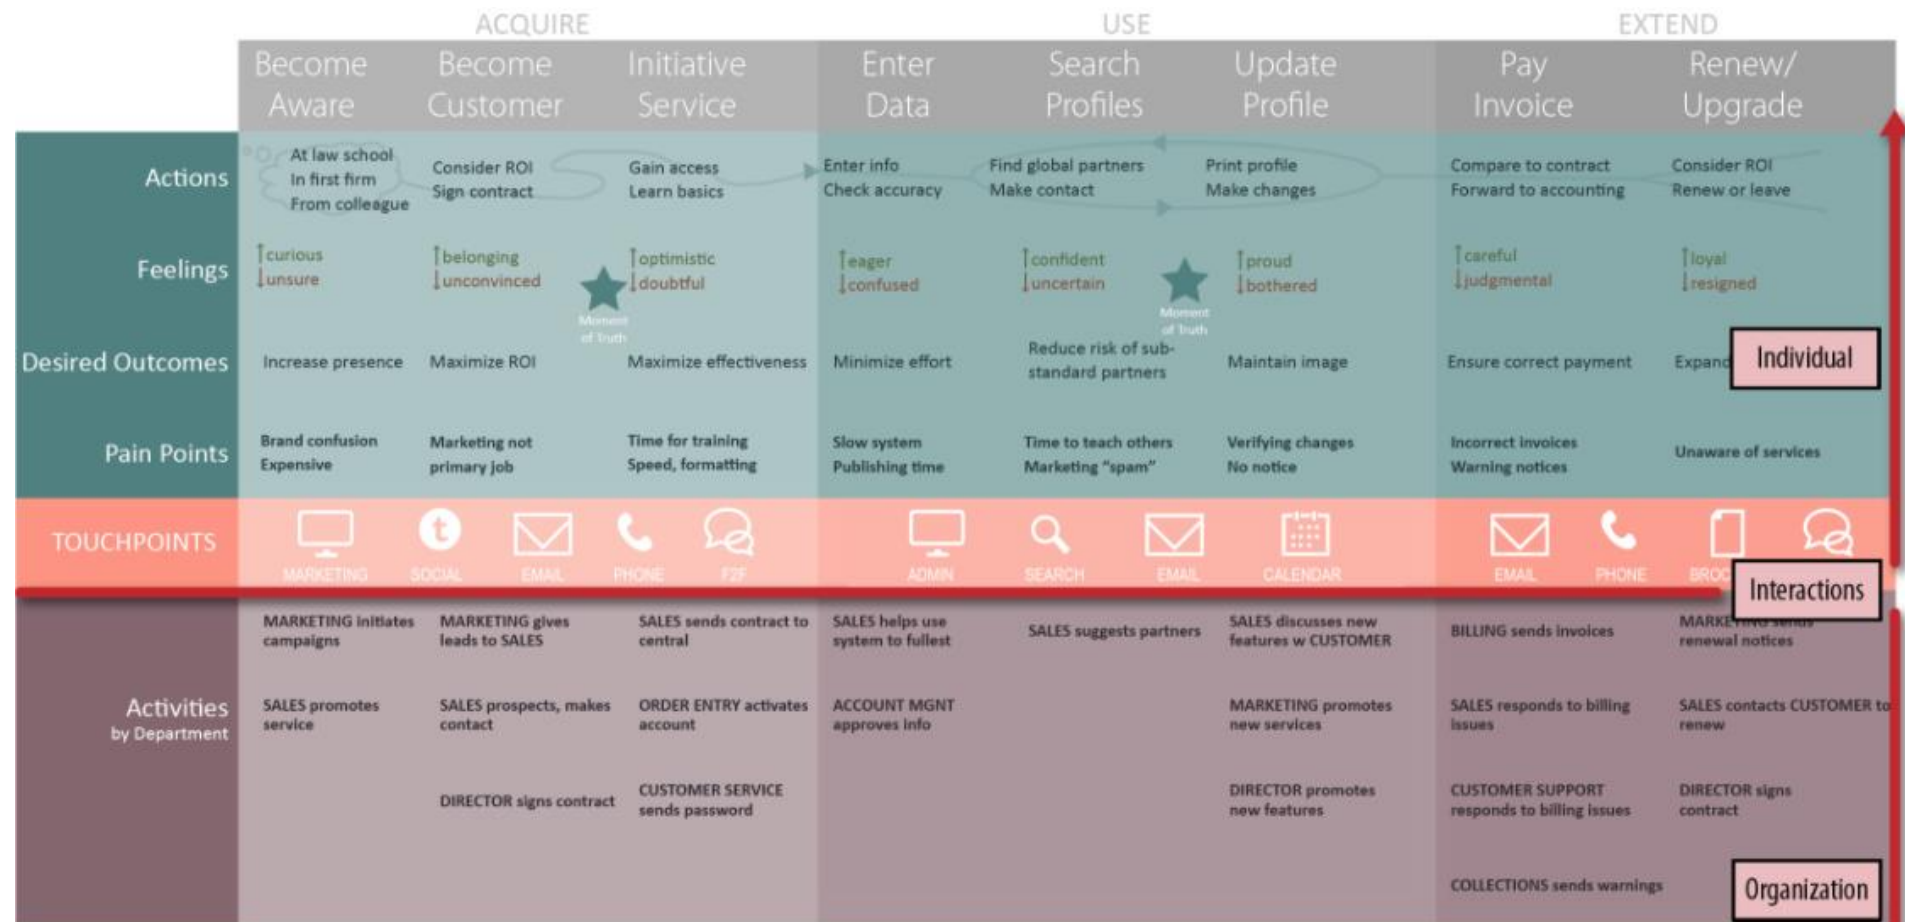 ACQUIRE USE EXTEND
Become Become Initiative Enter Search Update Pay Renew/
Aware Customer Service Data Profiles Profile Invoice Upgrade
Actions
At law school
In first firm
From colleague
Consider ROI
Sign contract
Gain access
Learn basics
Enter info
Check accuracy
Find global partners
Make contact
Print profile
Make changes
Compare to contract
Forward to accounting
Consider ROI
Renew or leave
Feelings
↑curious
↓unsure
↑belonging
↓unconvinced
Moment
of Truth
↑optimistic
↓doubtful
↑eager
↓confused
↑confident
↓uncertain
Moment
of Truth
↑proud
↓bothered
↑careful
↓judgmental
↑loyal
↓resigned
Desired Outcomes
Increase presence
Maximize ROI
Maximize effectiveness
Minimize effort
Reduce risk of sub-
standard partners
Maintain image
Ensure correct payment
Expand
Individual
Pain Points
Brand confusion
Expensive
Marketing not
primary job
Time for training
Speed, formatting
Slow system
Publishing time
Time to teach others
Marketing "spam"
Verifying changes
No notice
Incorrect invoices
Warning notices
Unaware of services
TOUCHPOINTS
MARKETING SOCIAL EMAIL PHONE F2F ADMIN SEARCH EMAIL CALENDAR EMAIL PHONE
Interactions
Activities
by Department
MARKETING initiates
campaigns
MARKETING gives
leads to SALES
SALES sends contract to
central
SALES helps use
system to fullest
SALES suggests partners
SALES discusses new
features w CUSTOMER
BILLING sends invoices
MARKETING sends
renewal notices
SALES promotes
service
SALES prospects, makes
contact
ORDER ENTRY activates
account
ACCOUNT MGNT
approves info
MARKETING promotes
new services
SALES responds to billing
issues
SALES contacts CUSTOMER to
renew
DIRECTOR signs contract
CUSTOMER SERVICE
sends password
DIRECTOR promotes
new features
CUSTOMER SUPPORT
responds to billing issues
DIRECTOR signs
contract
COLLECTIONS sends warnings
Organization